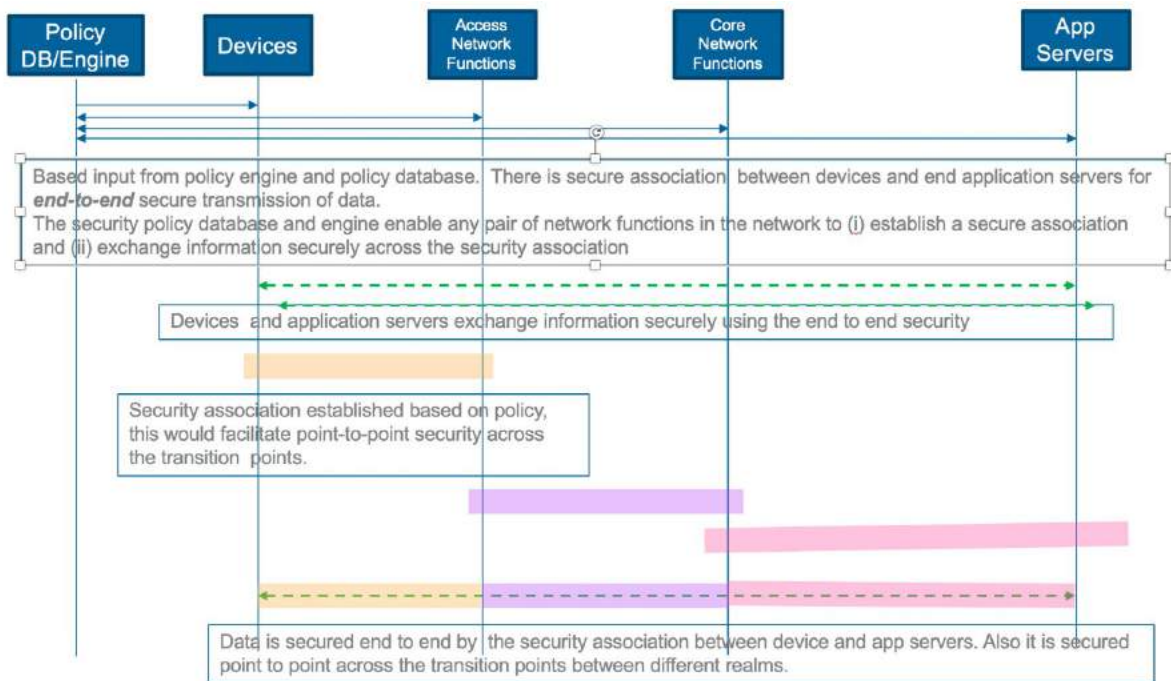 Policy
DB/Engine
Devices
Access
Network
Functions
Core
Network
Functions
App
Servers
Based input from policy engine and policy database. There is secure association between devices and end application servers for
end-to-end secure transmission of data.
The security policy database and engine enable any pair of network functions in the network to (i) establish a secure association
and (ii) exchange information securely across the security association
Devices and application servers exchange information securely using the end to end security
Security association established based on policy,
this would facilitate point-to-point security across
the transition points.
Data is secured end to end by the security association between device and app servers. Also it is secured
point to point across the transition points between different realms.